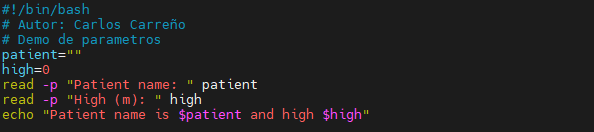 #!/bin/bash
# Autor: Carlos Carreño
# Demo de parametros
patient=""
high=0
read -p "Patient name: " patient
read -p "High (m): " high
echo "Patient name is $patient and high $high"